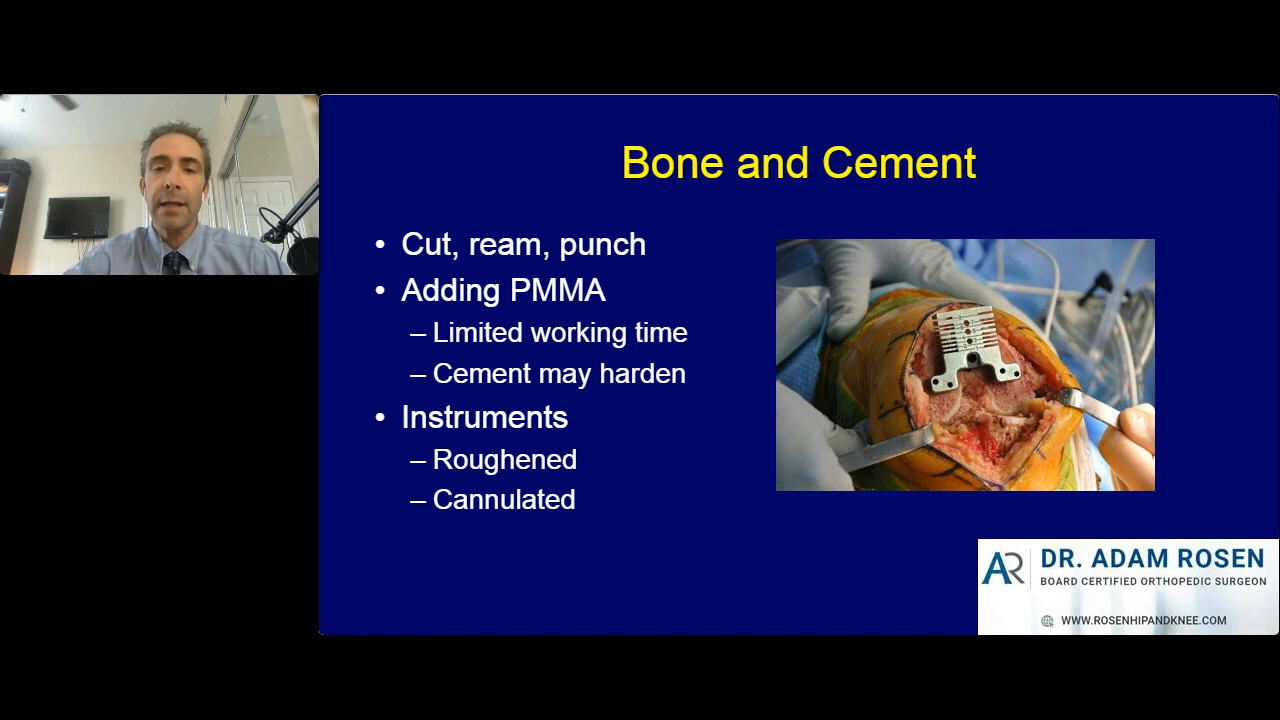 Bone and Cement
• Cut, ream, punch
• Adding PMMA
– Limited working time
– Cement may harden
• Instruments
– Roughened
– Cannulated
AR
DR. ADAM ROSEN
BOARD CERTIFIED ORTHOPEDIC SURGEON
WWW.ROSENHIPANDKNEE.COM